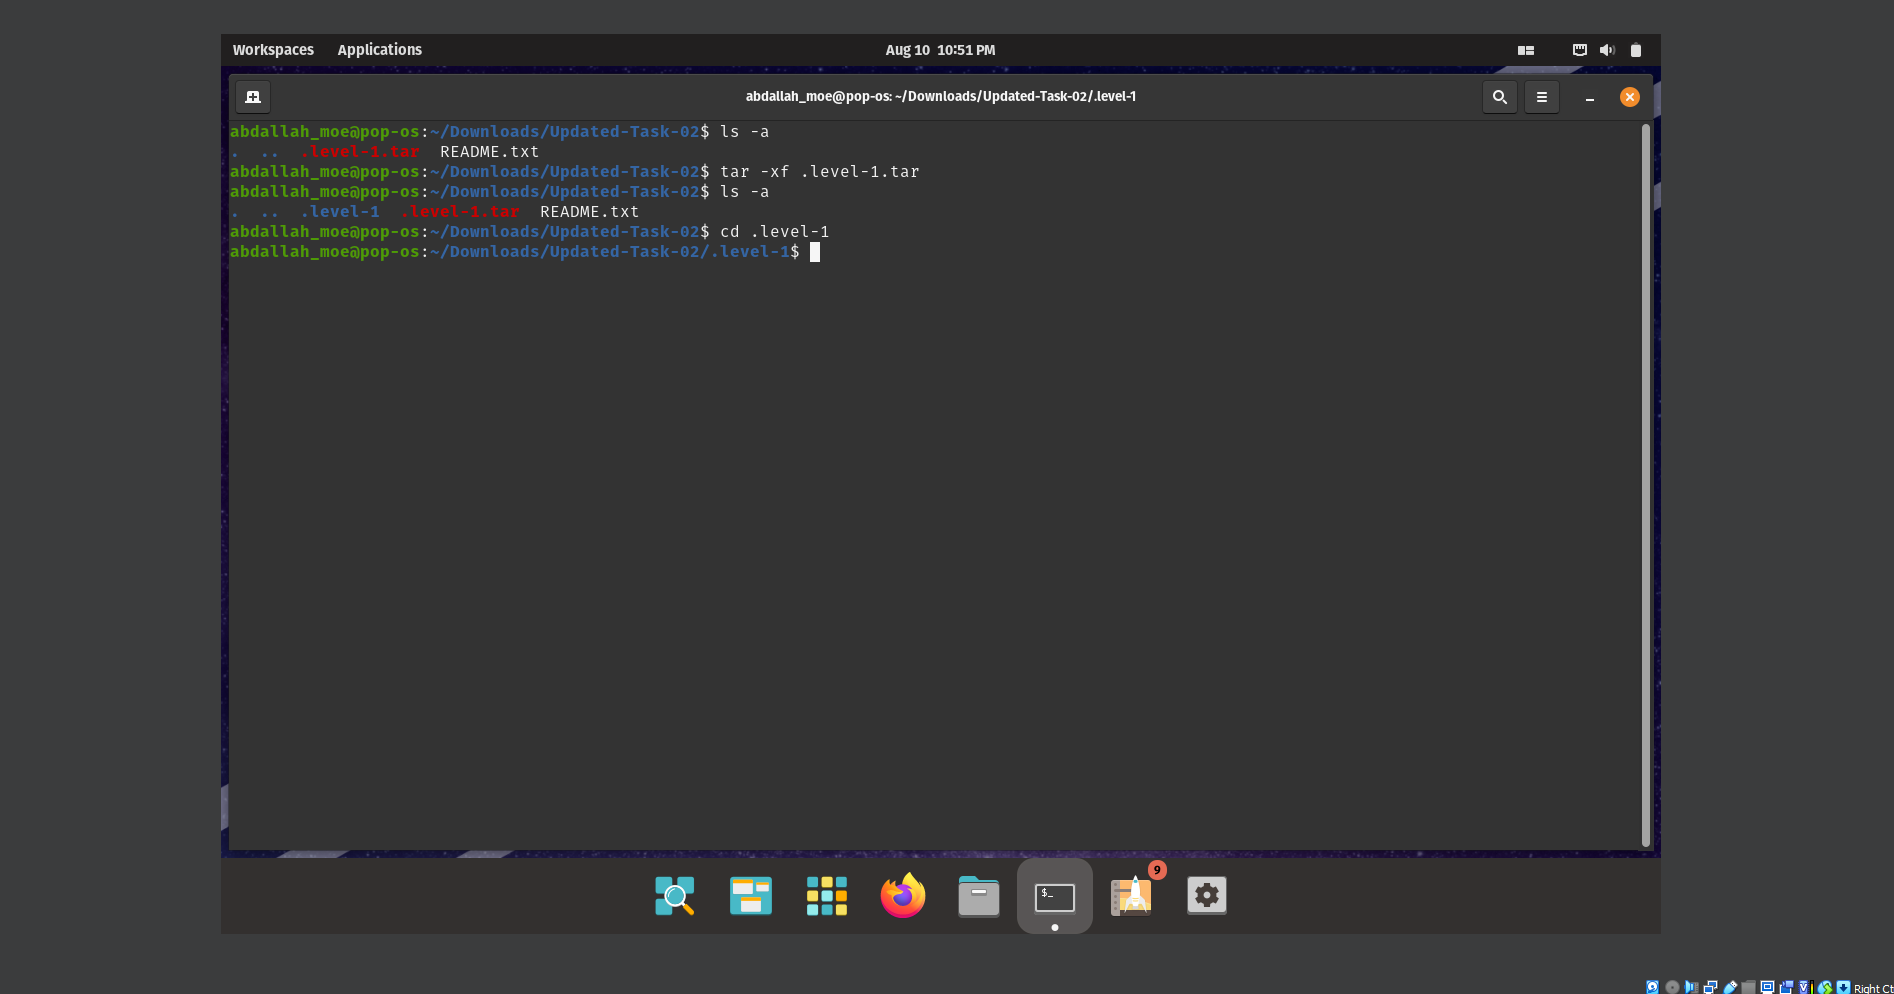 Workspaces Applications Aug 10 10:51 PM
abdallah_moe@pop-os: ~/Downloads/Updated-Task-02/.level-1
abdallah_moe@pop-os:~/Downloads/Updated-Task-02$ ls -a
. .. .level-1.tar README.txt
abdallah_moe@pop-os:~/Downloads/Updated-Task-02$ tar -xf .level-1.tar
abdallah_moe@pop-os:~/Downloads/Updated-Task-02$ ls -a
. .. .level-1 .level-1.tar README.txt
abdallah_moe@pop-os:~/Downloads/Updated-Task-02$ cd .level-1
abdallah_moe@pop-os:~/Downloads/Updated-Task-02/.level-1$
9
$_
Right Ct